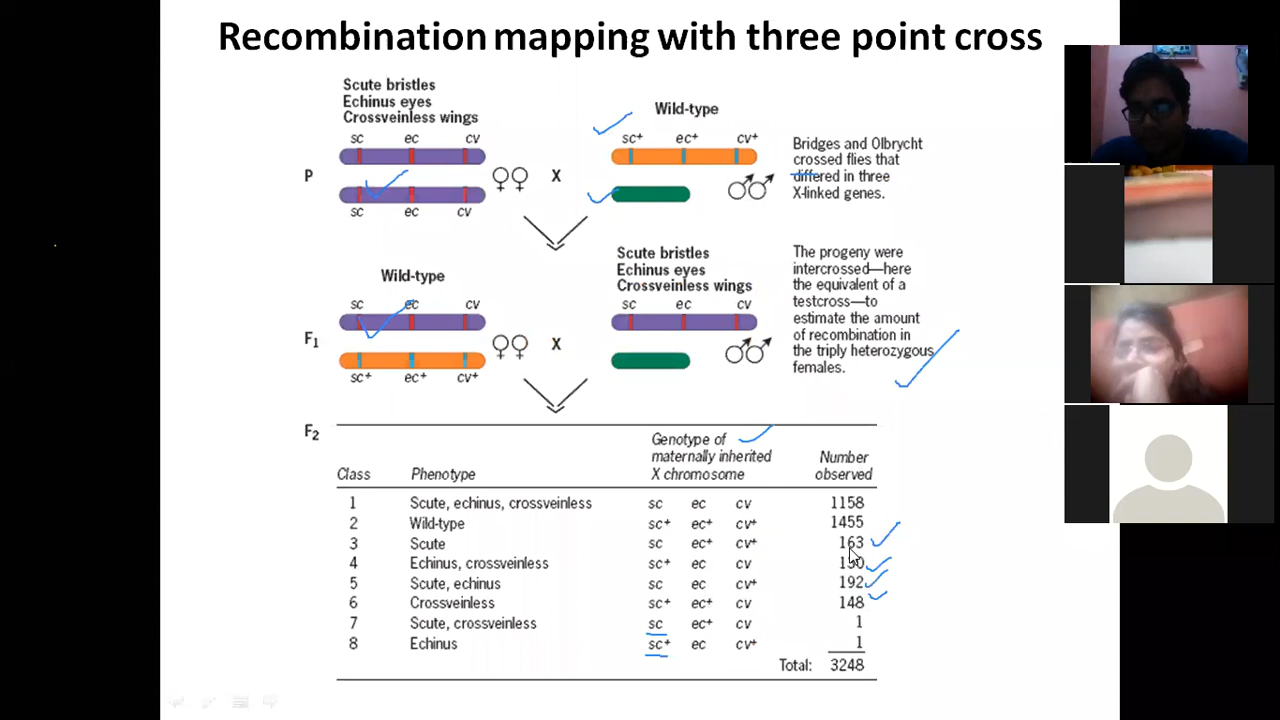 Recombination mapping with three point cross
Scute bristles
Echinus eyes
Crossveinless wings
Wild-type
sc ec cv
sc+ ec+ cv+
P
X
sc ec cv
Bridges and Olbrycht
crossed flies that
differed in three
X-linked genes.
Wild-type
Scute bristles
Echinus eyes
Crossveinless wings
sc ec cv
sc ec cv
F1
X
sc+ ec+ cv+
The progeny were
intercrossed—here
the equivalent of a
testcross—to
estimate the amount
of recombination in
the triply heterozygous
females.
F2
Class Phenotype Genotype of maternally inherited X chromosome Number observed
1 Scute, echinus, crossveinless sc ec cv 1158
2 Wild-type sc+ ec+ cv+ 1455
3 Scute sc ec+ cv+ 163
4 Echinus, crossveinless sc+ ec cv 130
5 Scute, echinus sc ec cv+ 192
6 Crossveinless sc+ ec+ cv 148
7 Scute, crossveinless sc ec+ cv 1
8 Echinus sc+ ec cv+ 1
Total: 3248